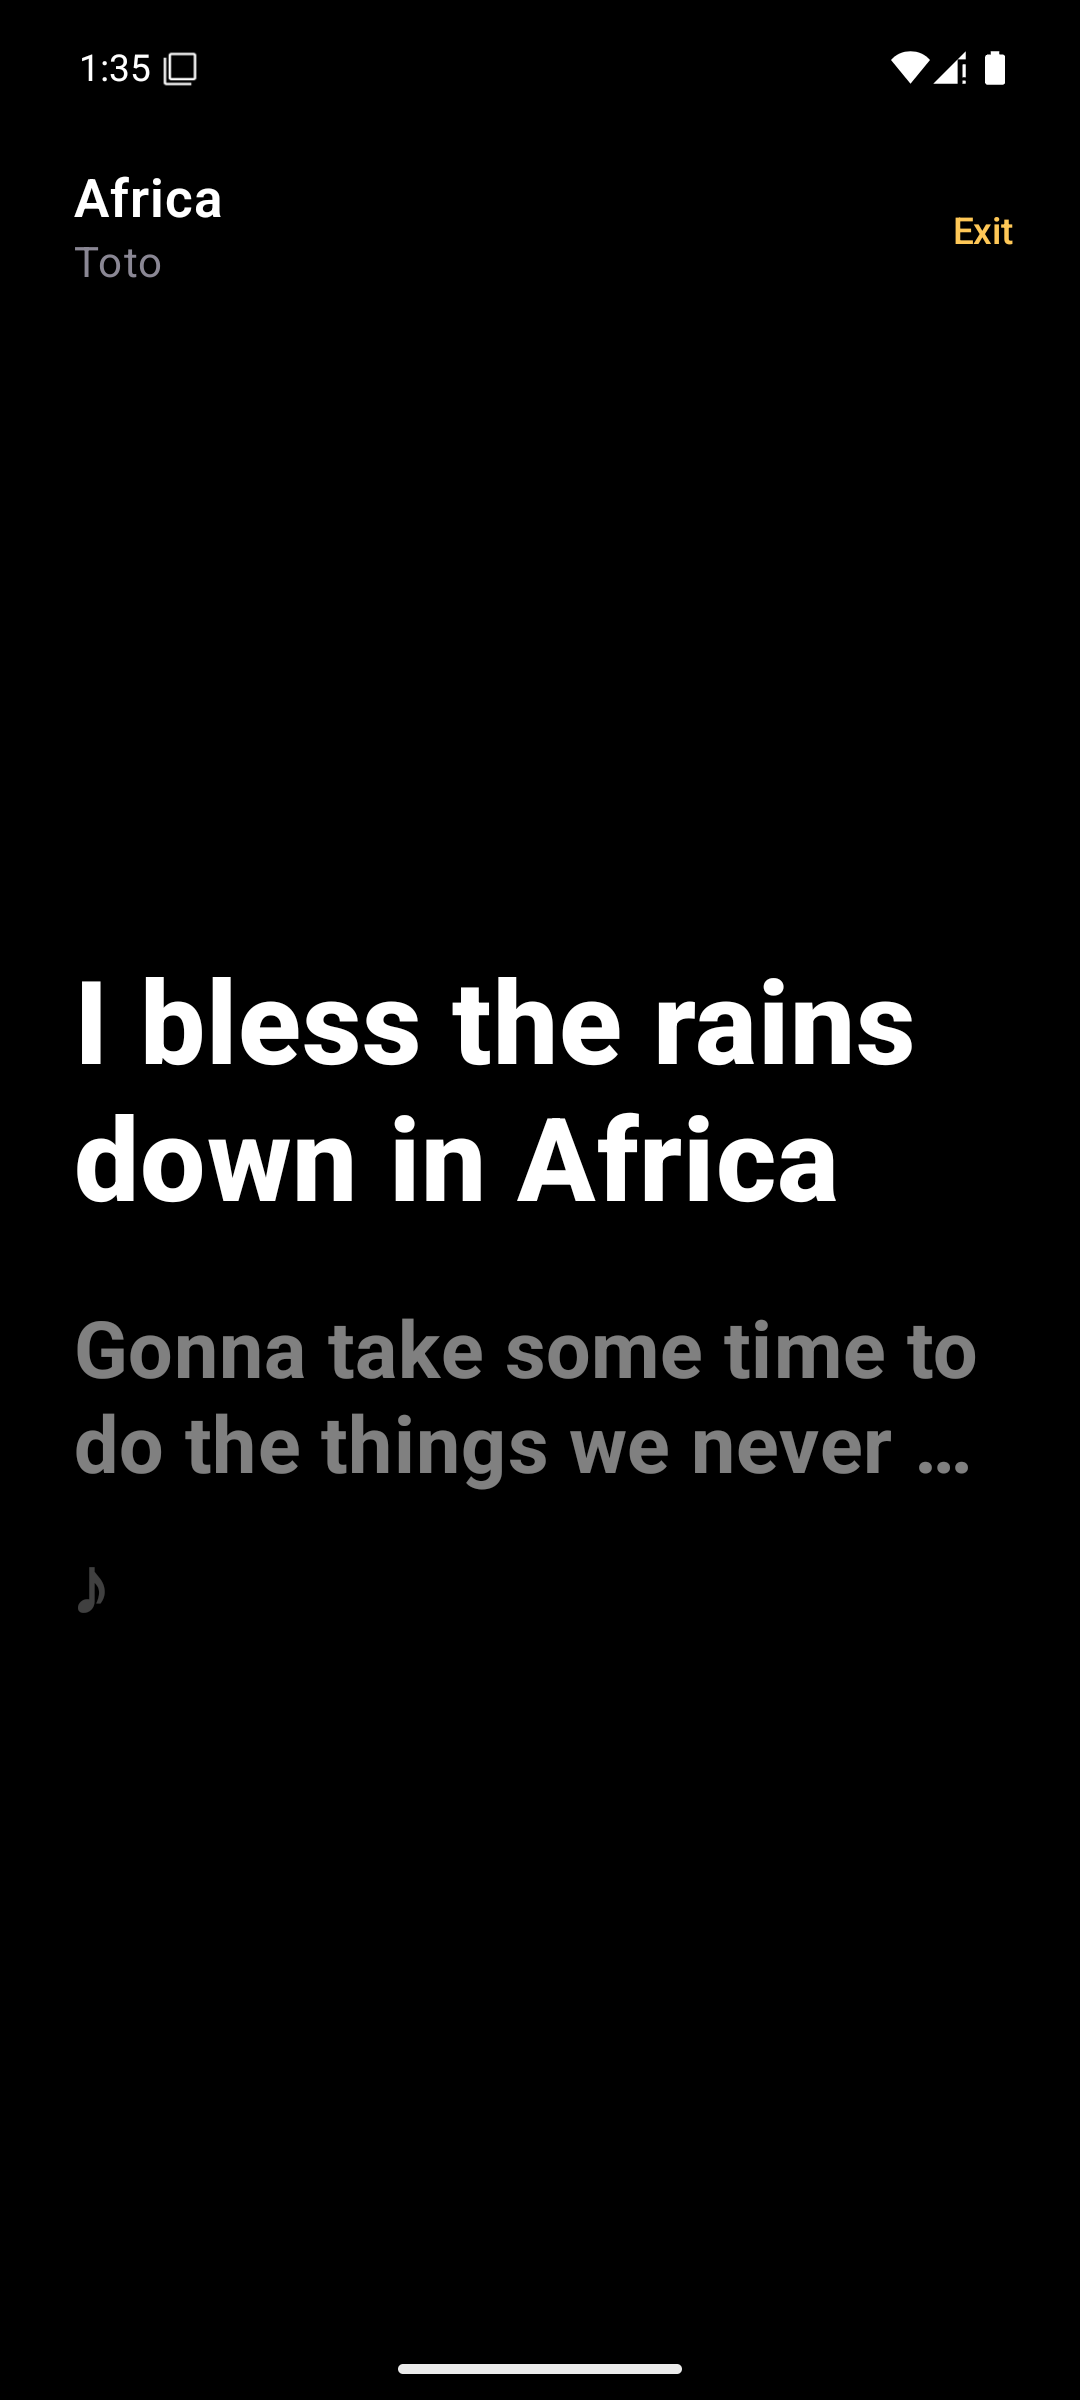 1:35
Africa
Toto
Exit
I bless the rains
down in Africa
Gonna take some time to
do the things we never …
♪